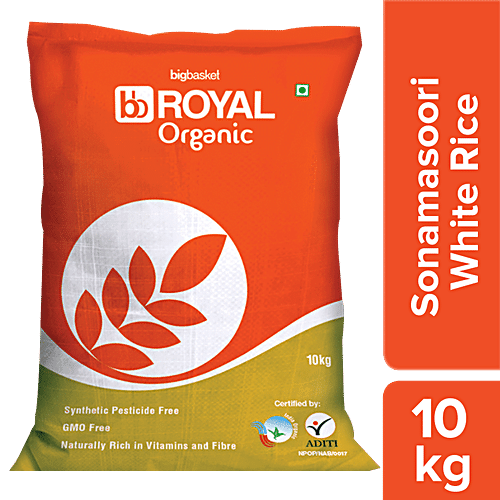 bigbasket
bb ROYAL
Organic
10kg
Synthetic Pesticide Free
GMO Free
Naturally Rich in Vitamins and Fibre
Certified by:
ADITI
NPOP/NAB/0017
Sonamasoori
White Rice
10
kg